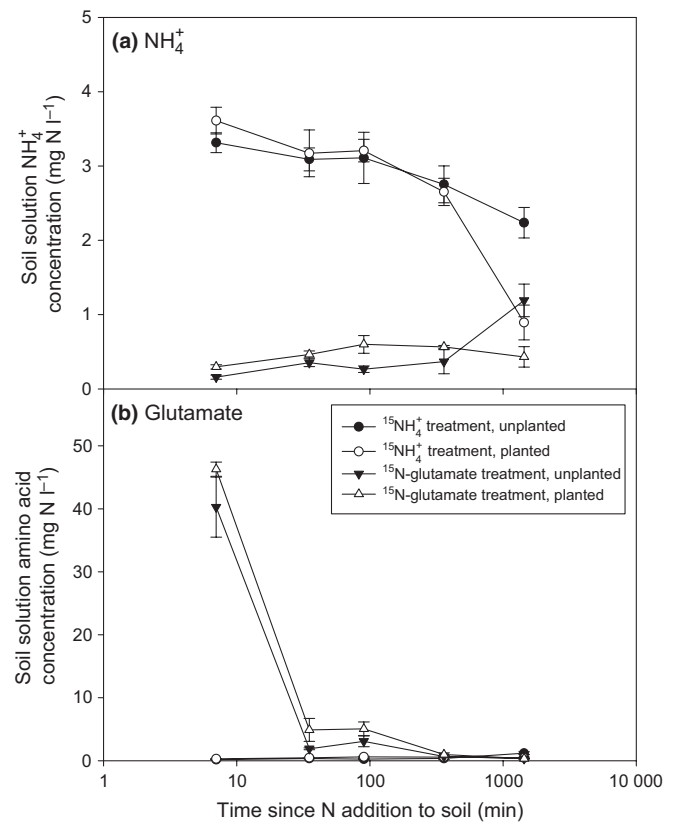 5
(a) NH₄⁺
4
3
2
1
0
Soil solution NH₄⁺
concentration (mg N l⁻¹)
(b) Glutamate
¹⁵NH₄⁺ treatment, unplanted
¹⁵NH₄⁺ treatment, planted
¹⁵N-glutamate treatment, unplanted
¹⁵N-glutamate treatment, planted
50
40
30
20
10
0
Soil solution amino acid
concentration (mg N l⁻¹)
1 10 100 1000 10 000
Time since N addition to soil (min)